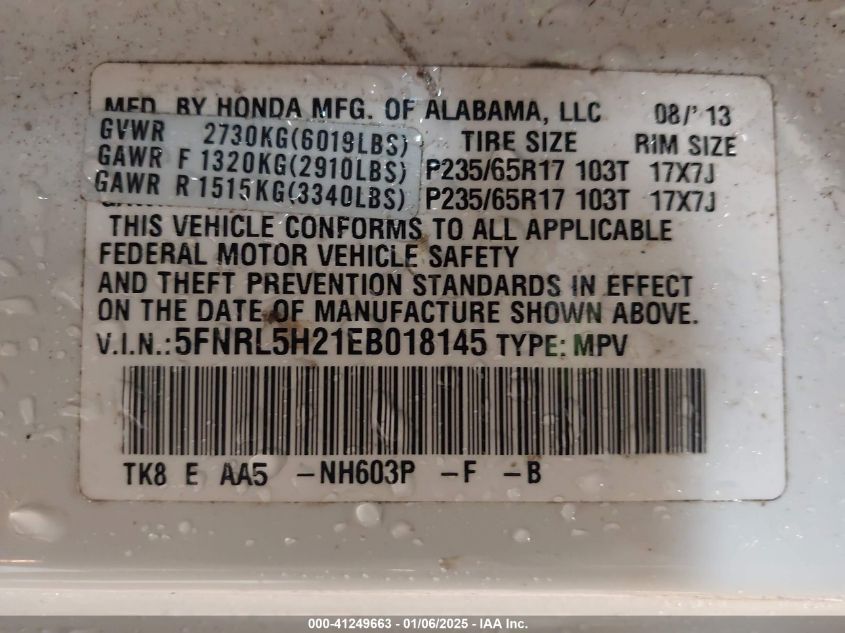 MFD. BY HONDA MFG. OF ALABAMA, LLC 08/'13
GVWR 2730KG(6019LBS) TIRE SIZE RIM SIZE
GAWR F 1320KG(2910LBS) P235/65R17 103T 17X7J
GAWR R 1515KG(3340LBS) P235/65R17 103T 17X7J
THIS VEHICLE CONFORMS TO ALL APPLICABLE
FEDERAL MOTOR VEHICLE SAFETY
AND THEFT PREVENTION STANDARDS IN EFFECT
ON THE DATE OF MANUFACTURE SHOWN ABOVE.
V.I.N.:5FNRL5H21EB018145 TYPE: MPV
TK8 E AA5 -NH603P -F -B
000-41249663 | 01/06/2025 - IAA Inc.